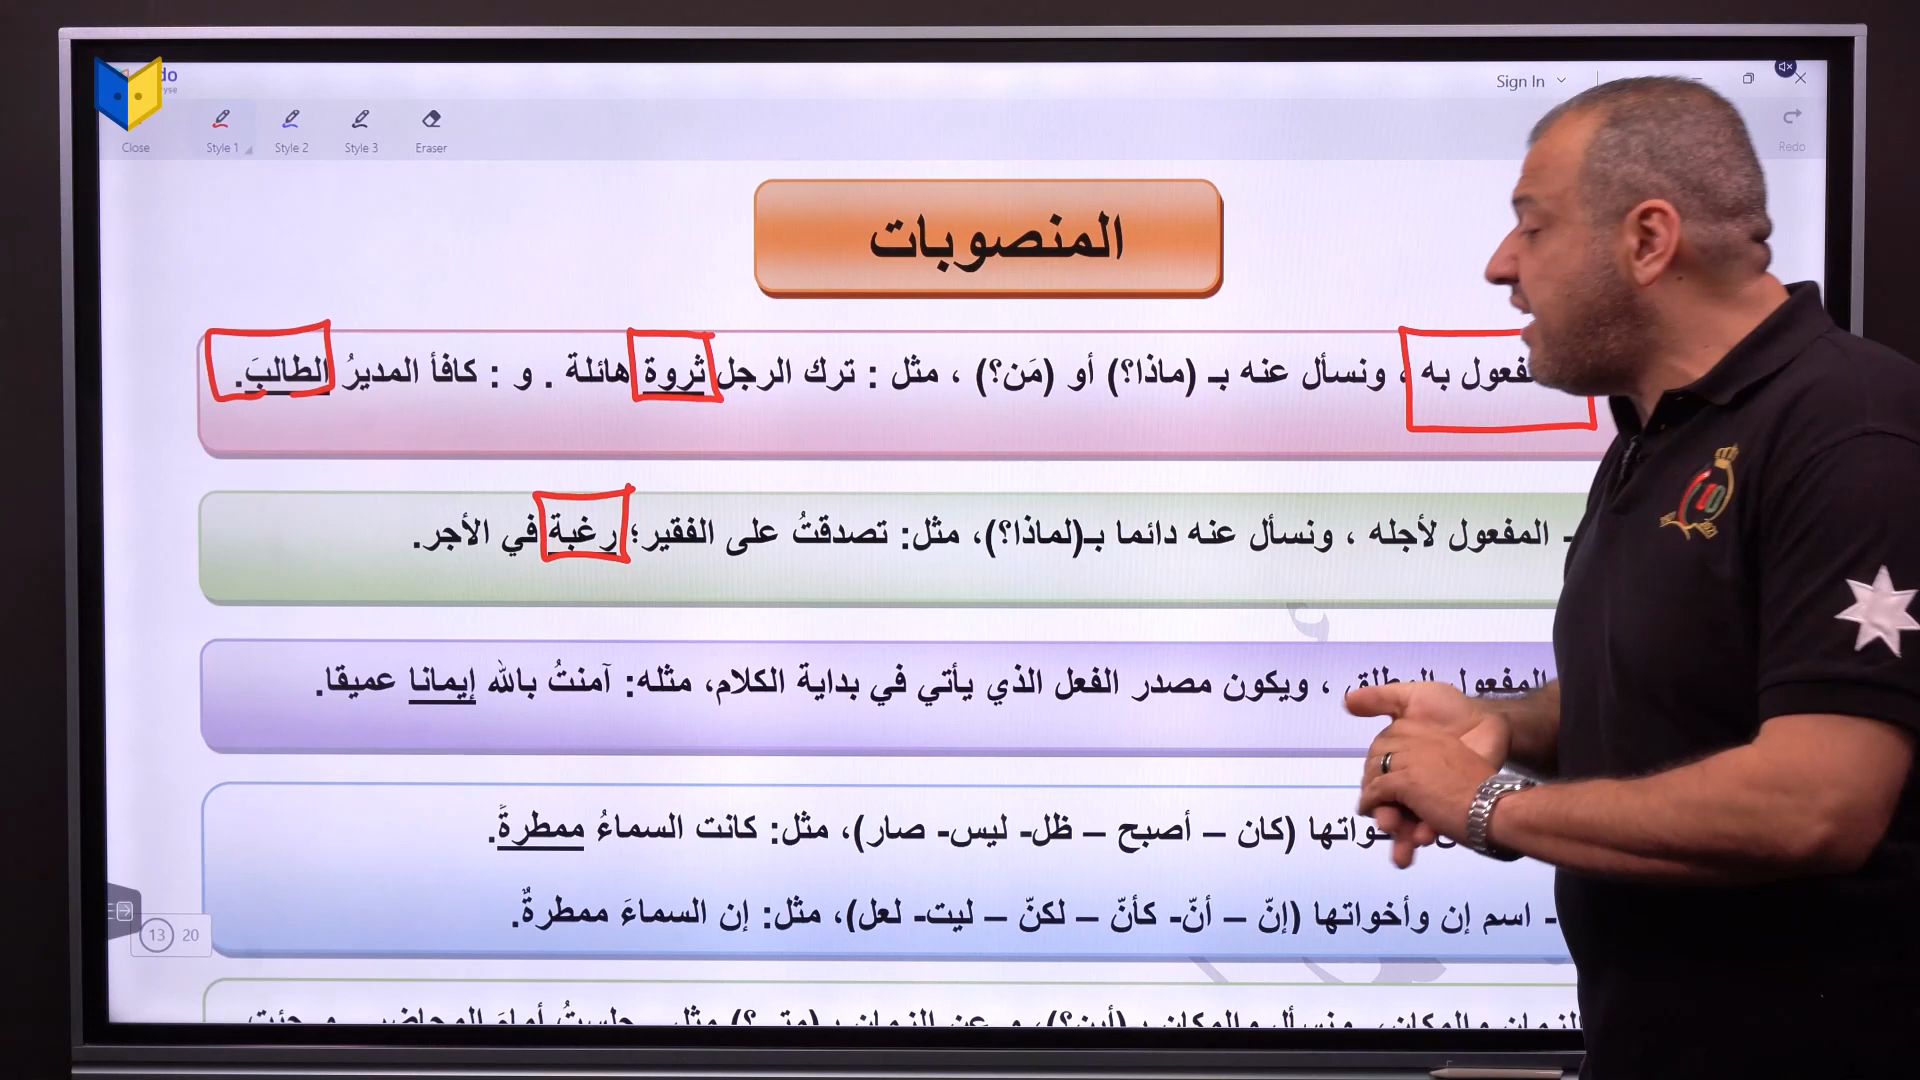 do
yse
Sign In
Close
Style 1
Style 2
Style 3
Eraser
Redo
المنصوبات
به ، ونسأل عنه بـ (ماذا؟) أو (مَن؟) ، مثل : ترك الرجل ثروة هائلة . و : كافأ المديرُ الطالبَ.
- المفعول لأجله ، ونسأل عنه دائما بـ(لماذا؟)، مثل: تصدقتُ على الفقير؛ رغبة في الأجر.
المفعول المطلق ، ويكون مصدر الفعل الذي يأتي في بداية الكلام، مثله: آمنتُ بالله إيمانا عميقا.
(كان – أصبح – ظل- ليس- صار)، مثل: كانت السماءُ ممطرةً.
- اسم إن وأخواتها (إنّ – أنّ- كأنّ – لكنّ – ليت- لعل)، مثل: إن السماءَ ممطرةٌ.
13 20